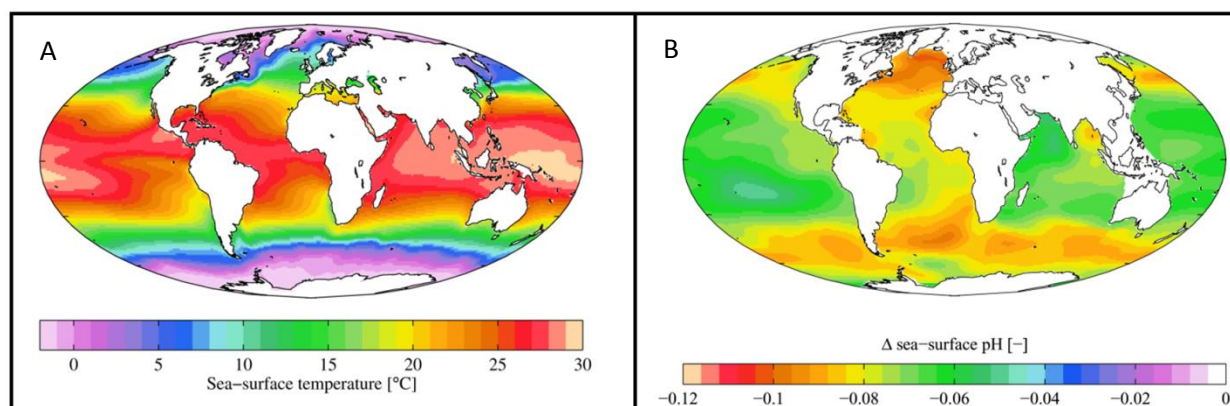 A
0 5 10 15 20 25 30
Sea−surface temperature [°C]
B
Δ sea−surface pH [−]
−0.12 −0.1 −0.08 −0.06 −0.04 −0.02 0